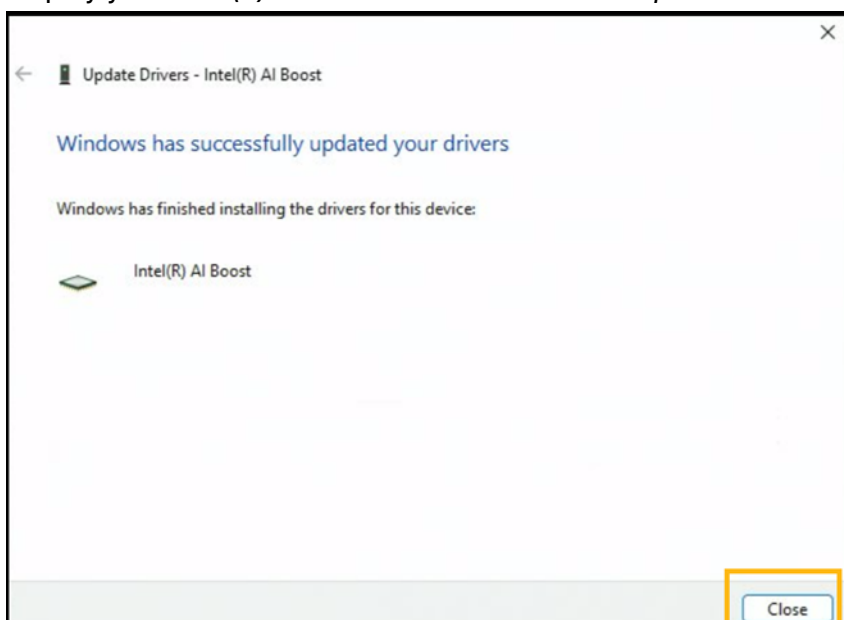 Update Drivers - Intel(R) AI Boost
Windows has successfully updated your drivers
Windows has finished installing the drivers for this device:
Intel(R) AI Boost
Close